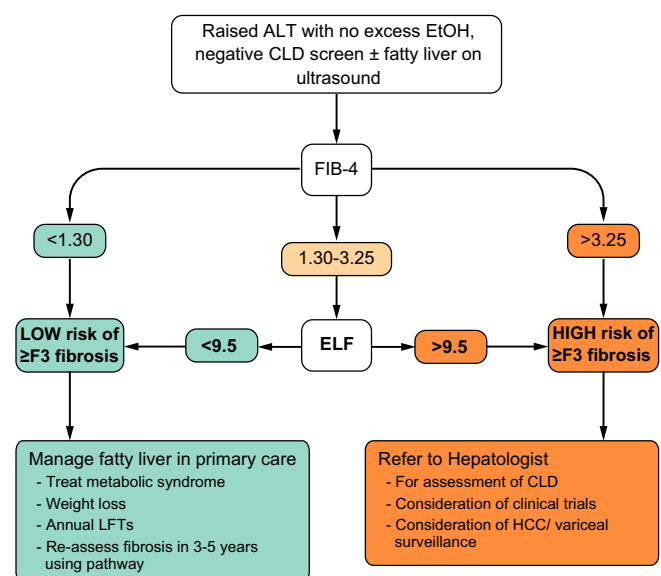 Raised ALT with no excess EtOH,
negative CLD screen ± fatty liver on
ultrasound
FIB-4
<1.30
1.30-3.25
>3.25
LOW risk of
≥F3 fibrosis
<9.5
ELF
>9.5
HIGH risk of
≥F3 fibrosis
Manage fatty liver in primary care
- Treat metabolic syndrome
- Weight loss
- Annual LFTs
- Re-assess fibrosis in 3-5 years
using pathway
Refer to Hepatologist
- For assessment of CLD
- Consideration of clinical trials
- Consideration of HCC/ variceal
surveillance